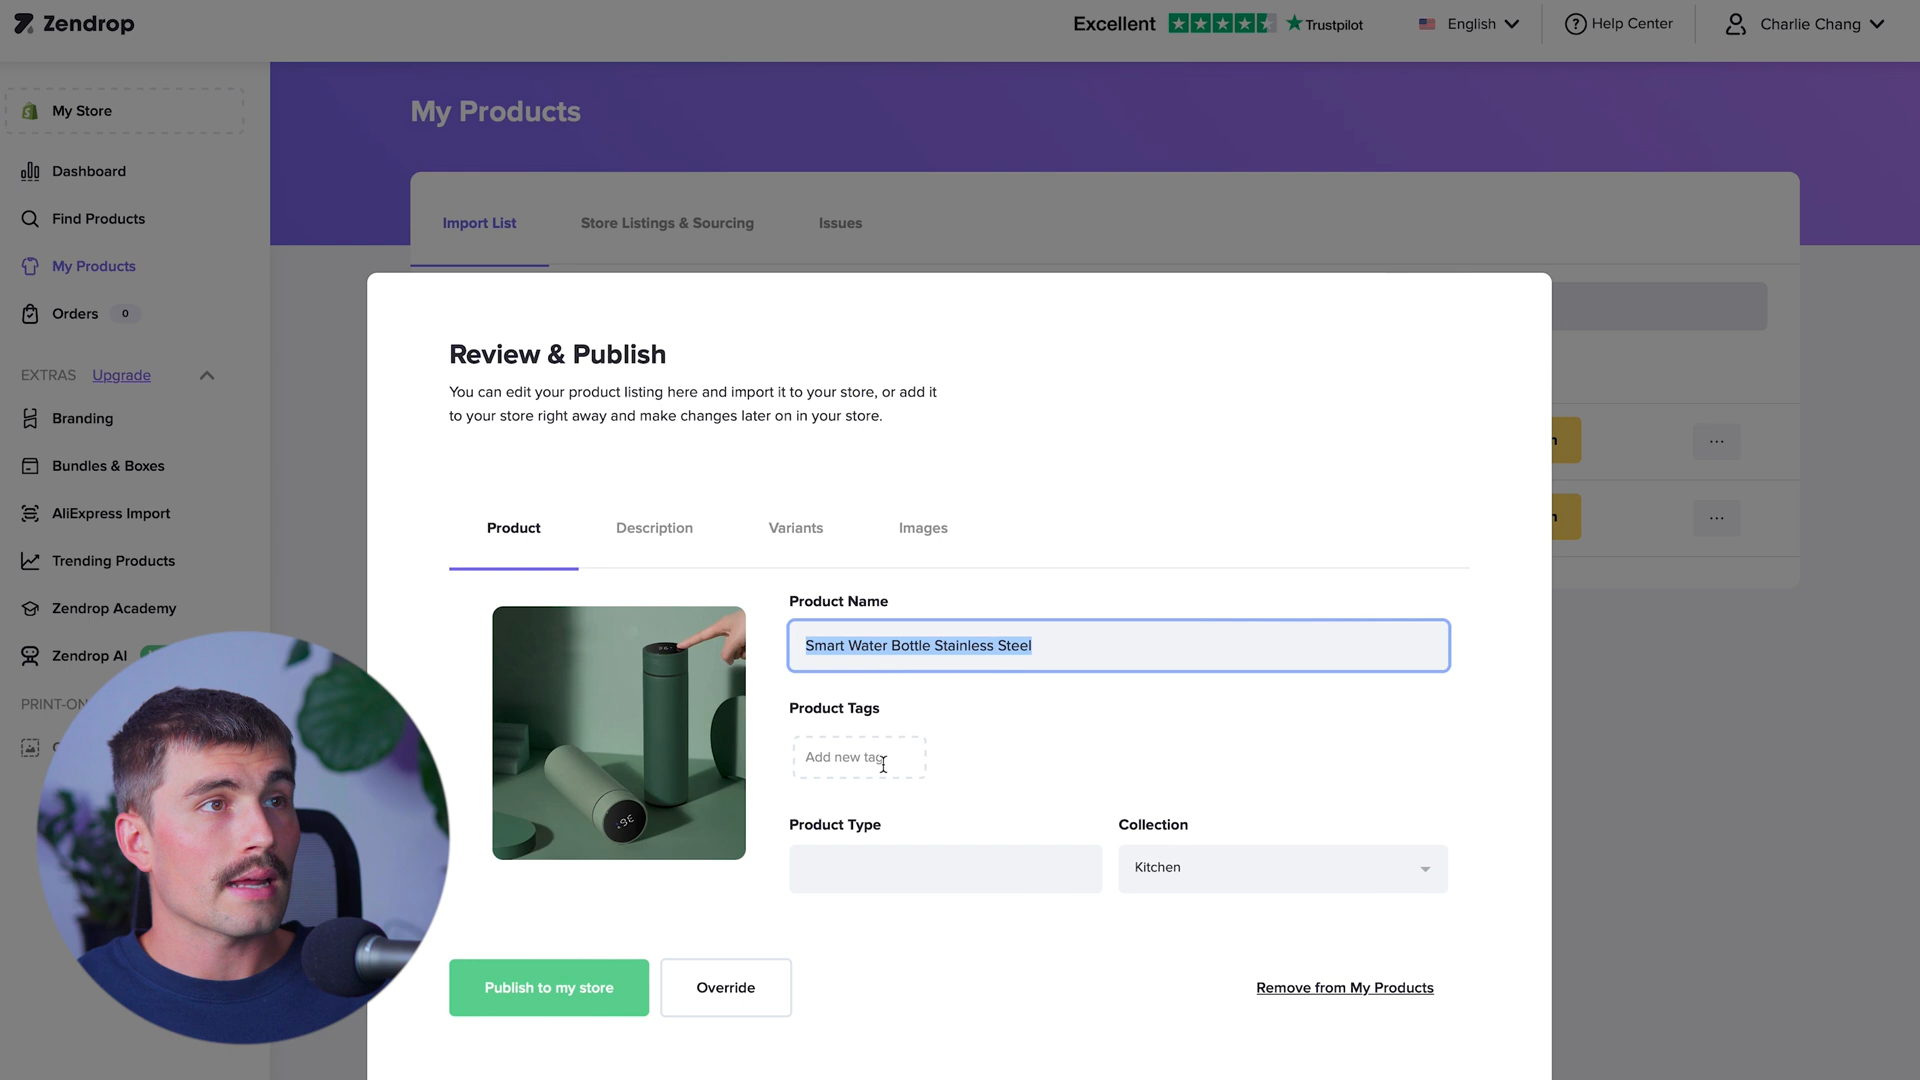 Zendrop
Excellent
Trustpilot
English
Help Center
Charlie Chang
My Store
Dashboard
Find Products
My Products
Orders 0
EXTRAS Upgrade
Branding
Bundles & Boxes
AliExpress Import
Trending Products
Zendrop Academy
Zendrop AI
PRINT-ON
My Products
Import List
Store Listings & Sourcing
Issues
Review & Publish
You can edit your product listing here and import it to your store, or add it
to your store right away and make changes later on in your store.
Product
Description
Variants
Images
Product Name
Smart Water Bottle Stainless Steel
Product Tags
Add new tag
Product Type
Collection
Kitchen
Publish to my store
Override
Remove from My Products